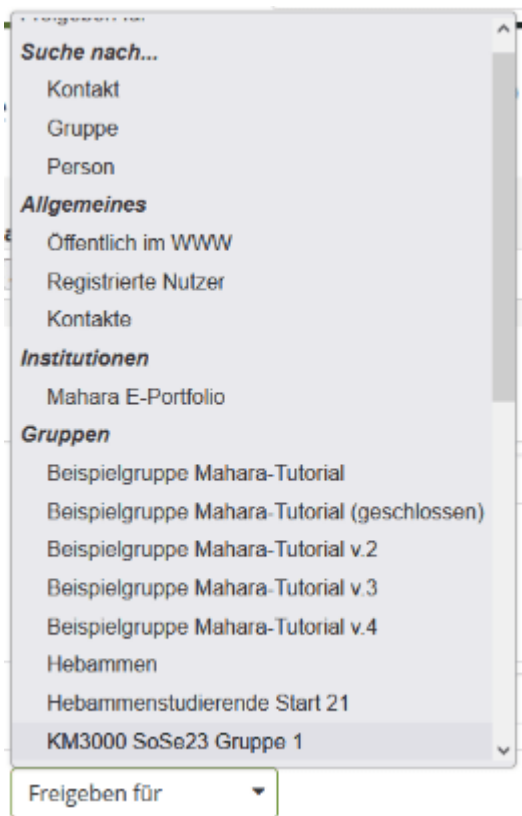 Freigeben für
Suche nach...
Kontakt
Gruppe
Person
Allgemeines
Öffentlich im WWW
Registrierte Nutzer
Kontakte
Institutionen
Mahara E-Portfolio
Gruppen
Beispielgruppe Mahara-Tutorial
Beispielgruppe Mahara-Tutorial (geschlossen)
Beispielgruppe Mahara-Tutorial v.2
Beispielgruppe Mahara-Tutorial v.3
Beispielgruppe Mahara-Tutorial v.4
Hebammen
Hebammenstudierende Start 21
KM3000 SoSe23 Gruppe 1
Freigeben für